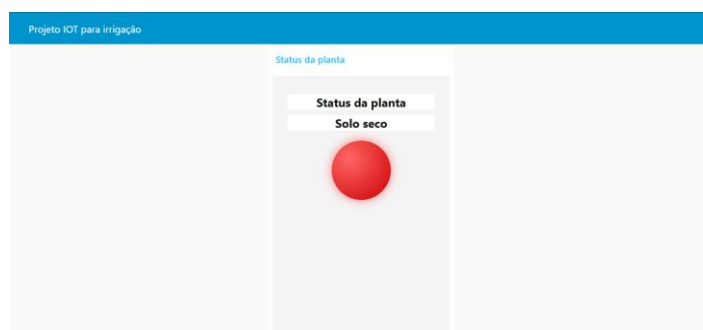 Projeto IOT para irrigação
Status da planta
Status da planta
Solo seco